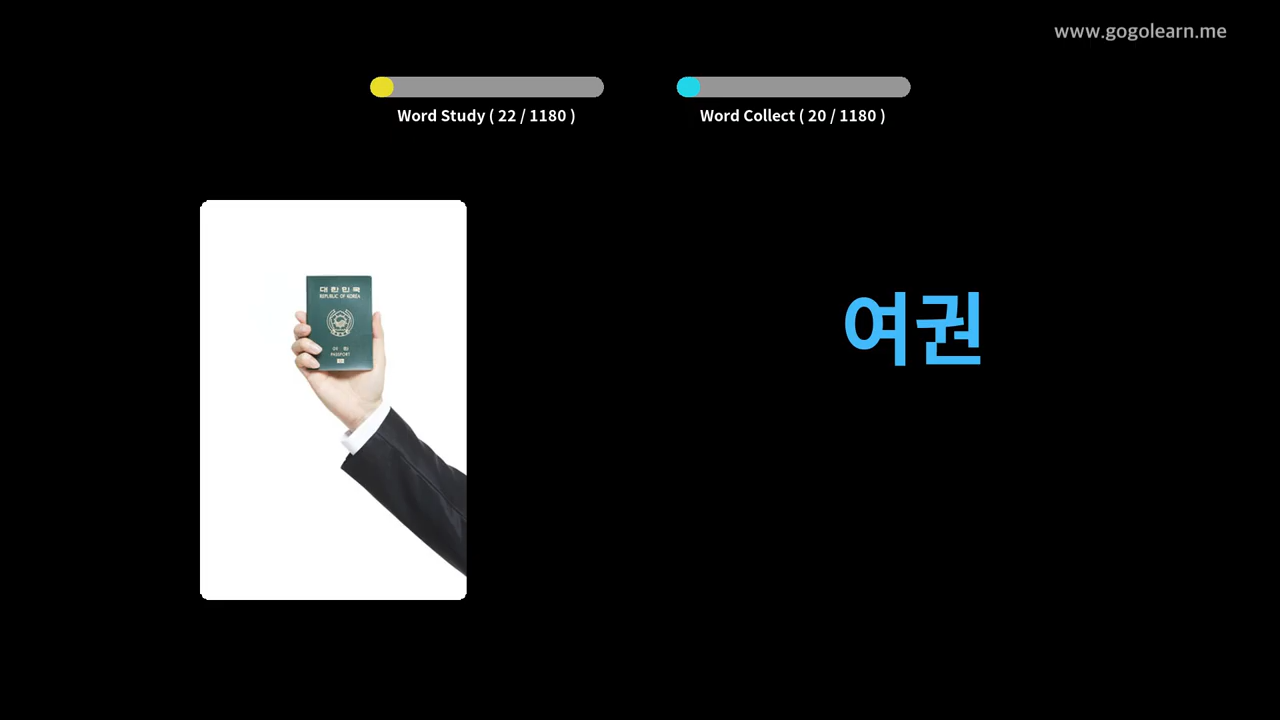 www.gogolearn.me
Word Study ( 22 / 1180 )
Word Collect ( 20 / 1180 )
대한민국
REPUBLIC OF KOREA
여권
PASSPORT
여권